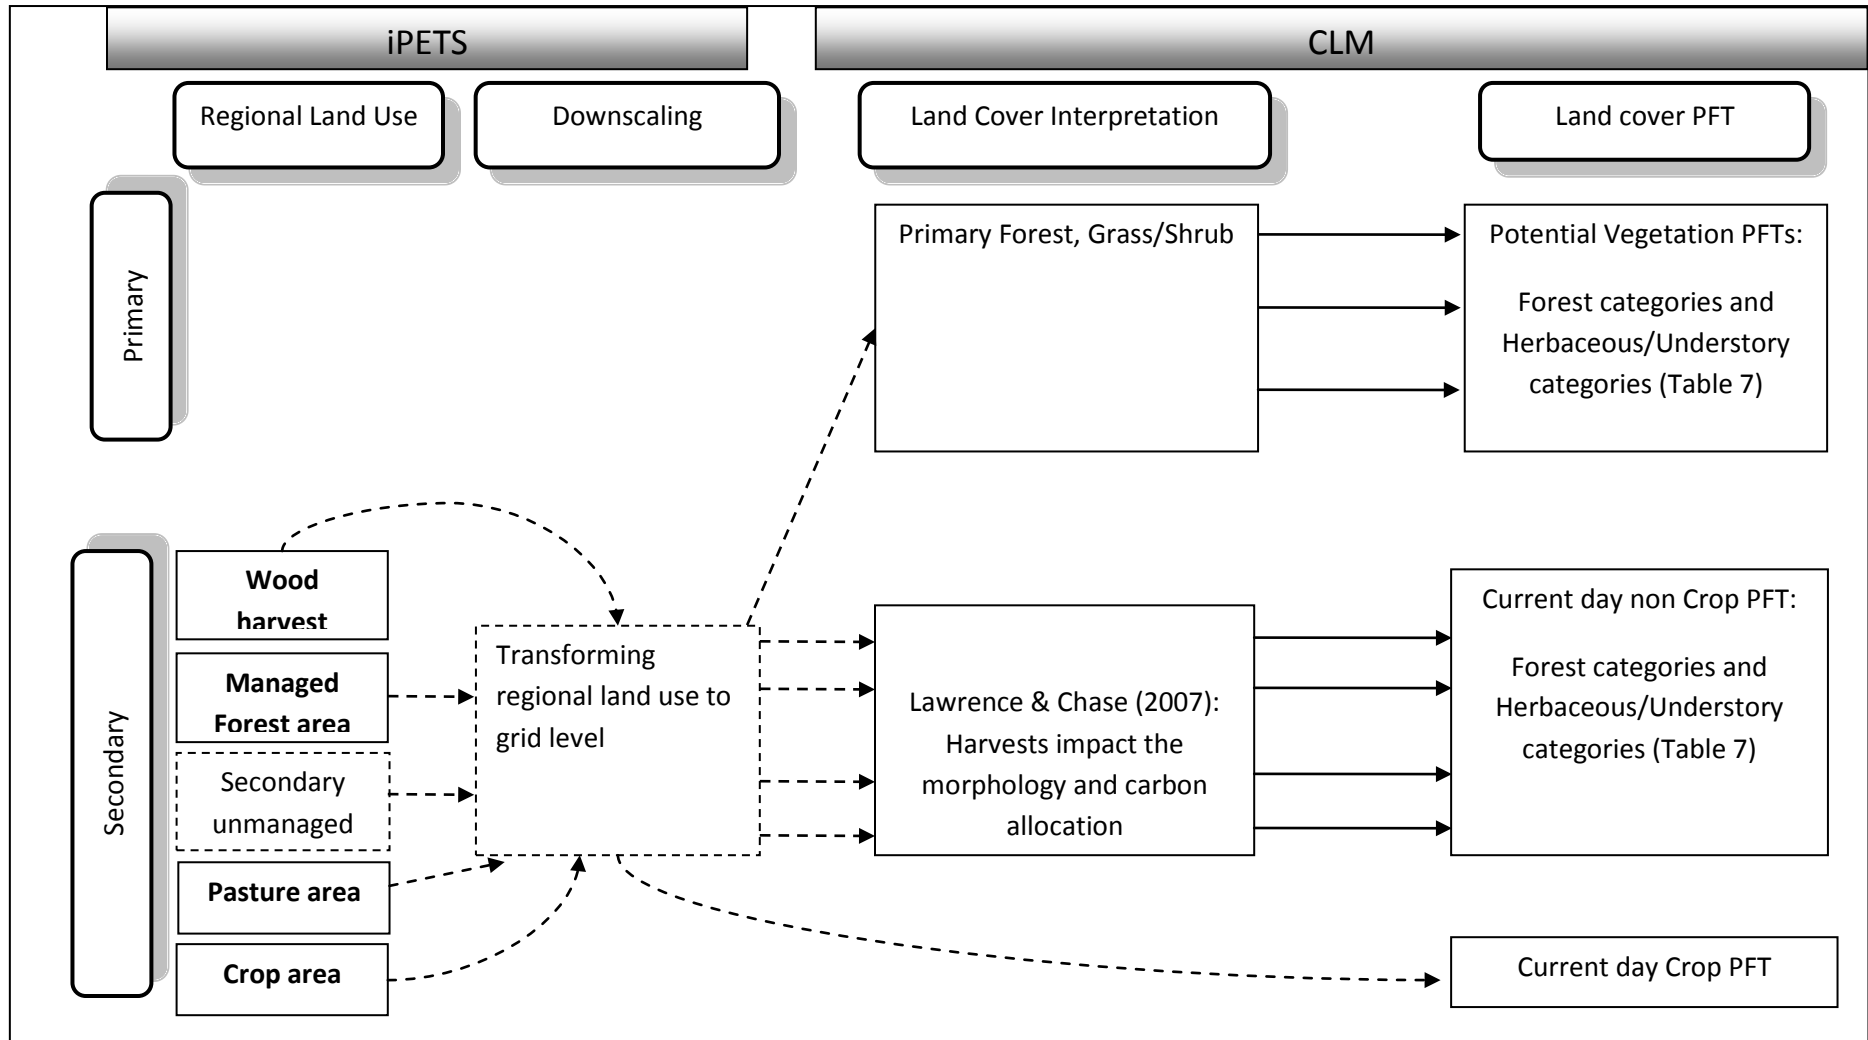 iPETS
CLM
Regional Land Use
Downscaling
Land Cover Interpretation
Land cover PFT
Primary
Primary Forest, Grass/Shrub
Potential Vegetation PFTs:
Forest categories and
Herbaceous/Understory
categories (Table 7)
Secondary
Wood
harvest
Managed
Forest area
Secondary
unmanaged
Pasture area
Crop area
Transforming
regional land use to
grid level
Lawrence & Chase (2007):
Harvests impact the
morphology and carbon
allocation
Current day non Crop PFT:
Forest categories and
Herbaceous/Understory
categories (Table 7)
Current day Crop PFT